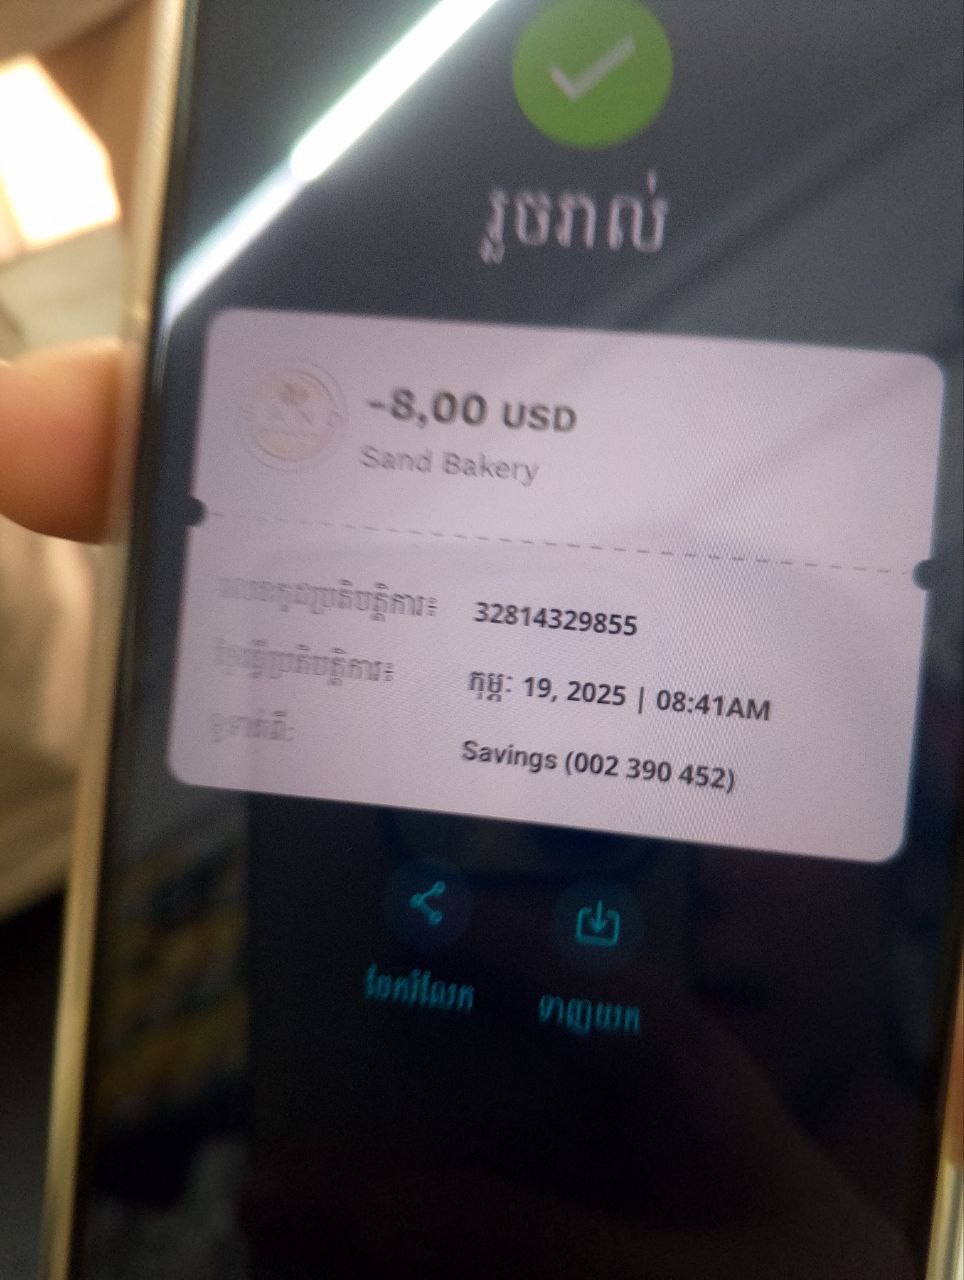 រួចរាល់
-8,00 USD
Sand Bakery
32814329855
កុម្ភៈ 19, 2025 | 08:41AM
Savings (002 390 452)
ចែករំលែក
ទាញយក